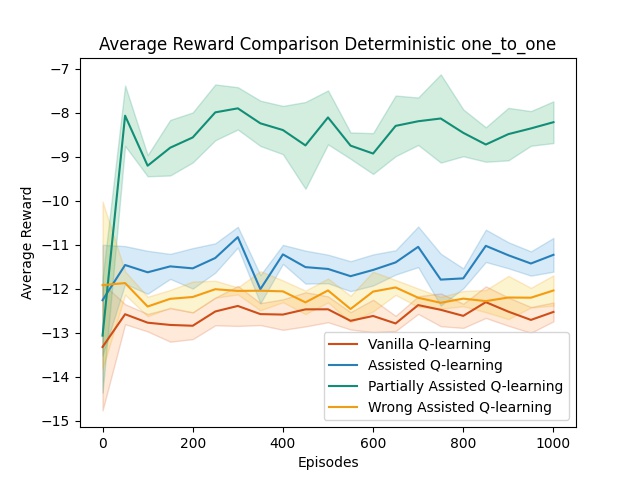 Average Reward Comparison Deterministic one_to_one
−7
−8
−9
−10
−11
−12
−13
−14
−15
Average Reward
0
200
400
600
800
1000
Episodes
Vanilla Q-learning
Assisted Q-learning
Partially Assisted Q-learning
Wrong Assisted Q-learning